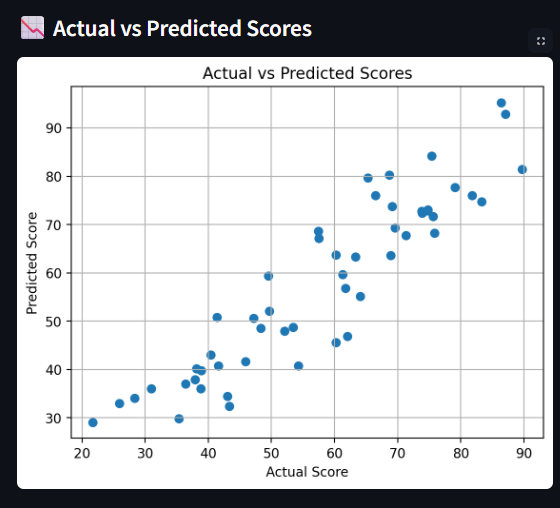 Actual vs Predicted Scores
Actual vs Predicted Scores
Predicted Score
90
80
70
60
50
40
30
20 30 40 50 60 70 80 90
Actual Score